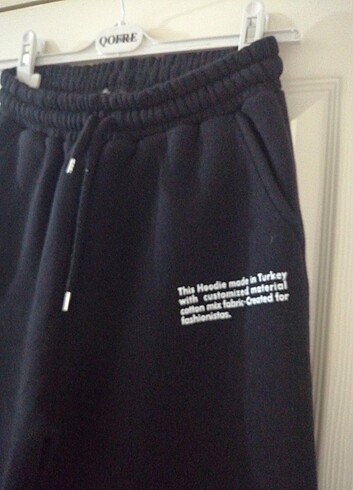 QOFRE
This Hoodie made in Turkey
with customized material
cotton mix fabric-Created for
fashionistas.